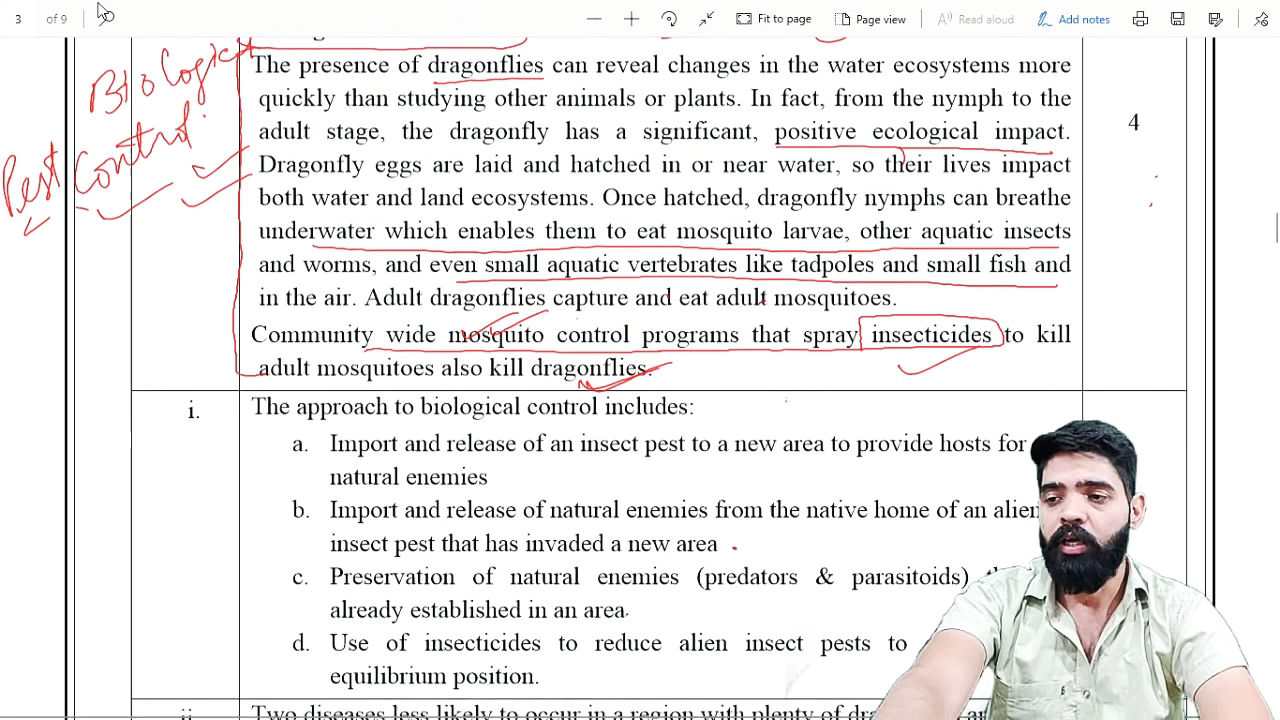 3 of 9
Fit to page
Page view
Read aloud
Add notes
Biological
Pest Control
The presence of dragonflies can reveal changes in the water ecosystems more
quickly than studying other animals or plants. In fact, from the nymph to the
adult stage, the dragonfly has a significant, positive ecological impact.
Dragonfly eggs are laid and hatched in or near water, so their lives impact
both water and land ecosystems. Once hatched, dragonfly nymphs can breathe
underwater which enables them to eat mosquito larvae, other aquatic insects
and worms, and even small aquatic vertebrates like tadpoles and small fish and
in the air. Adult dragonflies capture and eat adult mosquitoes.
Community wide mosquito control programs that spray insecticides to kill
adult mosquitoes also kill dragonflies.
4
i. The approach to biological control includes:
a. Import and release of an insect pest to a new area to provide hosts for
natural enemies
b. Import and release of natural enemies from the native home of an alien
insect pest that has invaded a new area
c. Preservation of natural enemies (predators & parasitoids)
already established in an area
d. Use of insecticides to reduce alien insect pests to
equilibrium position.
ii Two diseases less likely to occur in a region with plenty of